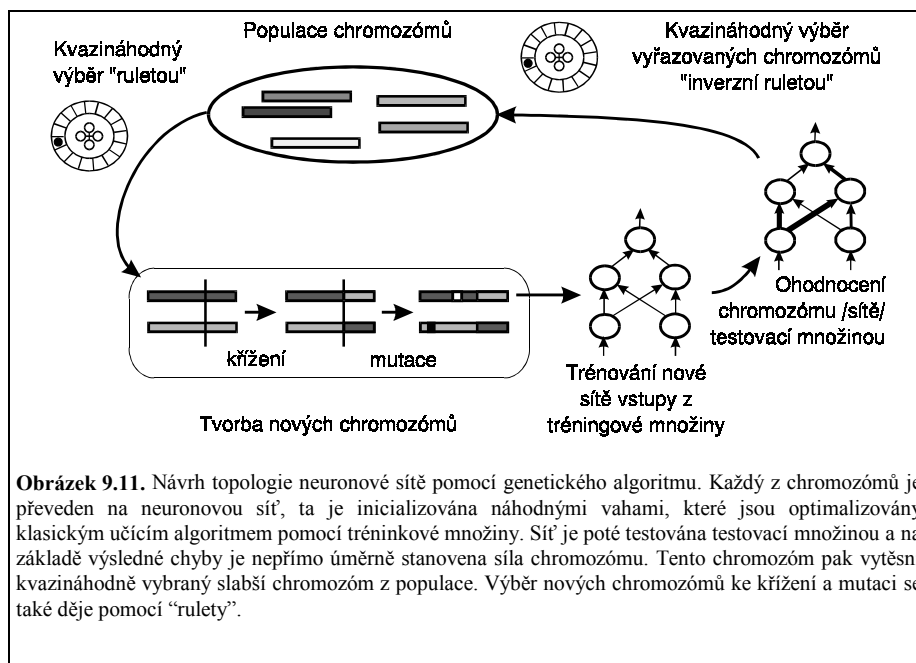 Kvazináhodný
výběr "ruletou"
Populace chromozómů
Kvazináhodný výběr
vyřazovaných chromozómů
"inverzní ruletou"
křížení
mutace
Tvorba nových chromozómů
Trénování nové
sítě vstupy z
tréningové množiny
Ohodnocení
chromozómu /sítě/
testovací množinou
Obrázek 9.11. Návrh topologie neuronové sítě pomocí genetického algoritmu. Každý z chromozómů je
převeden na neuronovou síť, ta je inicializována náhodnými vahami, které jsou optimalizovány
klasickým učícím algoritmem pomocí tréninkové množiny. Síť je poté testována testovací množinou a na
základě výsledné chyby je nepřímo úměrně stanovena síla chromozómu. Tento chromozóm pak vytěsn
kvazináhodně vybraný slabší chromozóm z populace. Výběr nových chromozómů ke křížení a mutaci se
také děje pomocí “rulety”.